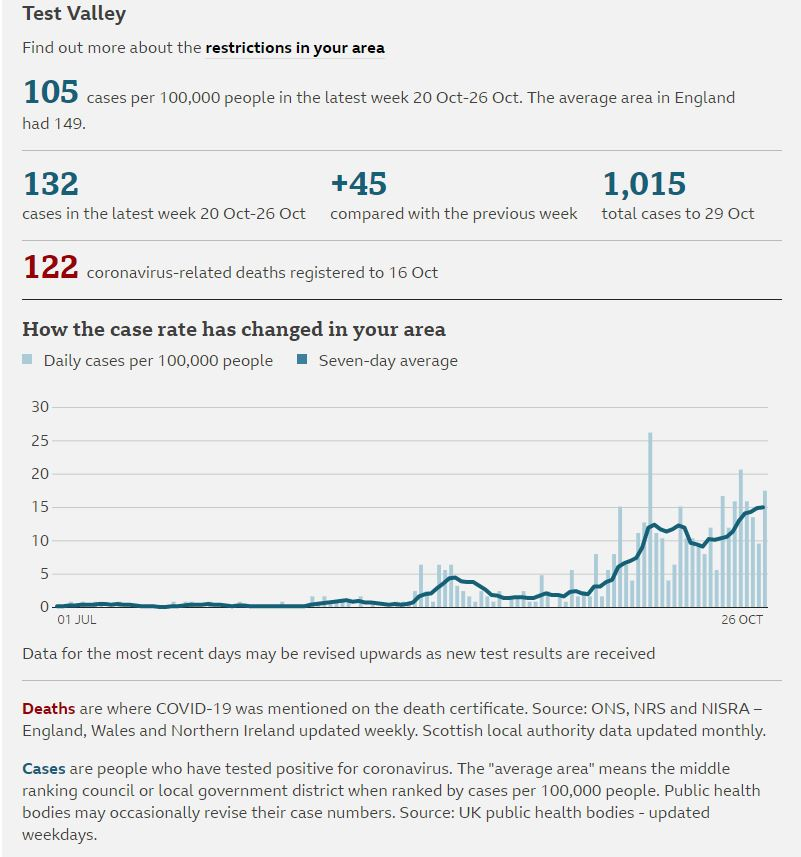 Test Valley
Find out more about the restrictions in your area
105 cases per 100,000 people in the latest week 20 Oct-26 Oct. The average area in England
had 149.
132 +45 1,015
cases in the latest week 20 Oct-26 Oct compared with the previous week total cases to 29 Oct
122 coronavirus-related deaths registered to 16 Oct
How the case rate has changed in your area
Daily cases per 100,000 people Seven-day average
30
25
20
15
10
5
0
01 JUL 26 OCT
Data for the most recent days may be revised upwards as new test results are received
Deaths are where COVID-19 was mentioned on the death certificate. Source: ONS, NRS and NISRA –
England, Wales and Northern Ireland updated weekly. Scottish local authority data updated monthly.
Cases are people who have tested positive for coronavirus. The "average area" means the middle
ranking council or local government district when ranked by cases per 100,000 people. Public health
bodies may occasionally revise their case numbers. Source: UK public health bodies - updated
weekdays.